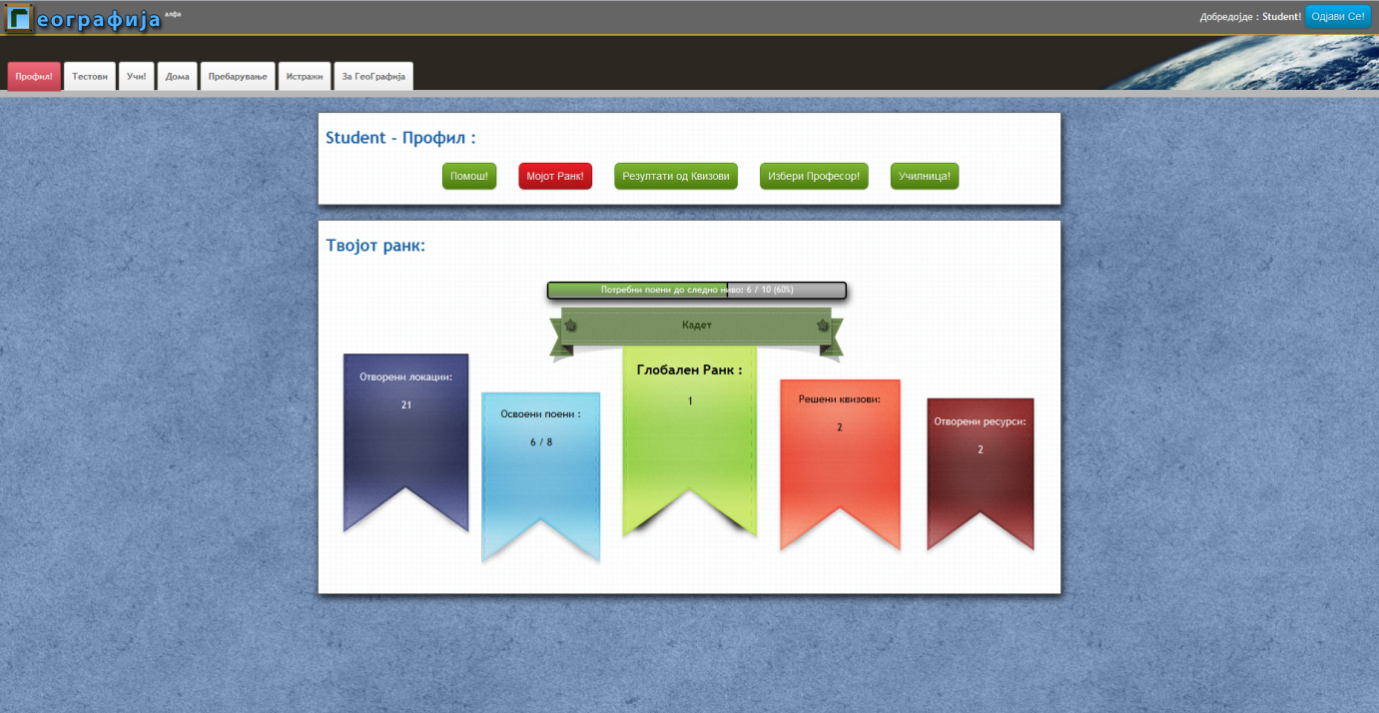 Географија алфа
Добредојде : Student! Одјави Се!
Профил! Тестови Учи! Дома Пребарување Истражи За ГеоГрафија
Student - Профил :
Помош! Мојот Ранк! Резултати од Квизови Избери Професор! Училница!
Твојот ранк:
Потребни поени до следно ниво: 6 / 10 (60%)
Кадет
Отворени локации:
21
Освоени поени :
6 / 8
Глобален Ранк :
1
Решени квизови:
2
Отворени ресурси:
2